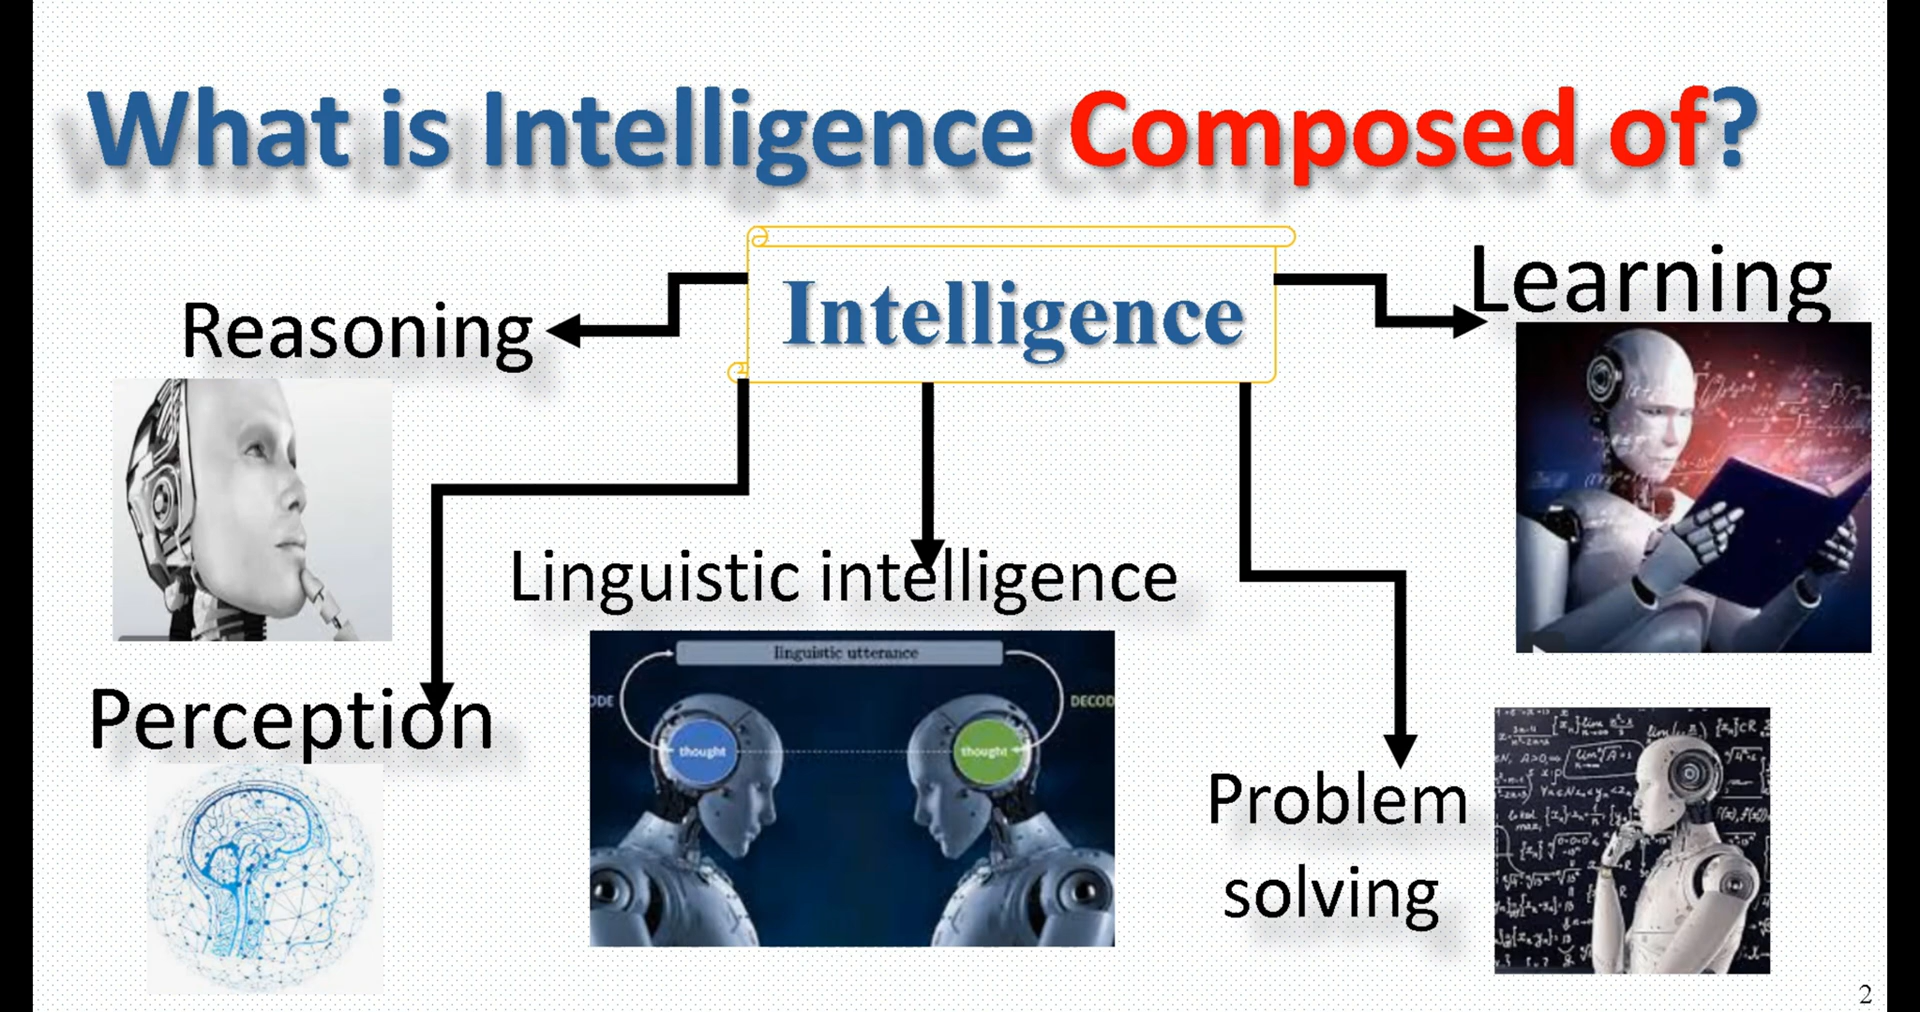 What is Intelligence Composed of?
Intelligence
Reasoning
Learning
Linguistic intelligence
linguistic utterance
thought
thought
Perception
Problem
solving
2